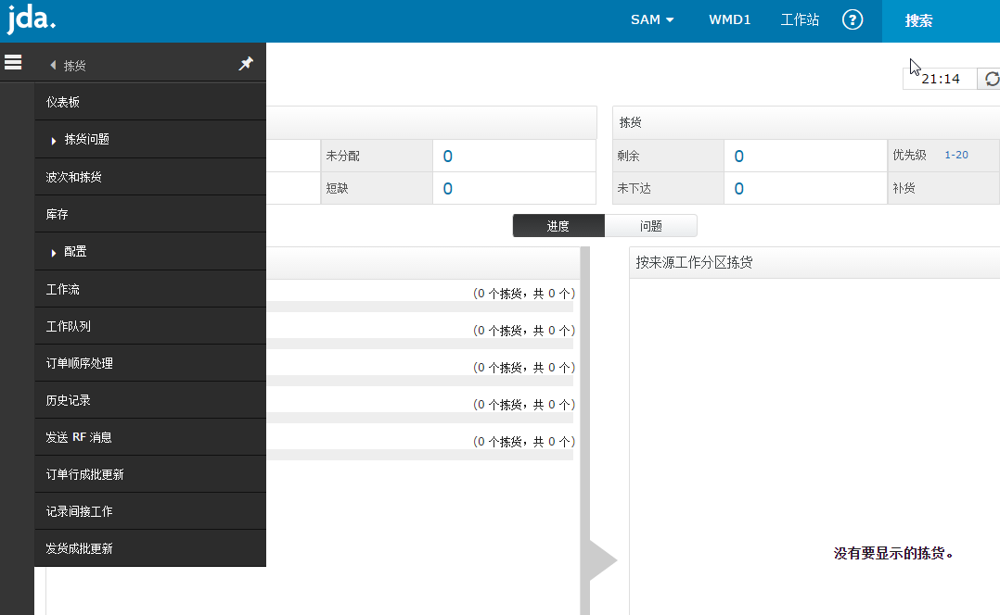 jda.
SAM WMD1 工作站 ? 搜索
拣货
21:14
仪表板
拣货问题
波次和拣货
库存
配置
工作流
工作队列
订单顺序处理
历史记录
发送 RF 消息
订单行成批更新
记录间接工作
发货成批更新
未分配 0
短缺 0
拣货
剩余 0 优先级 1-20
未下达 0 补货
进度 问题
(0 个拣货，共 0 个)
(0 个拣货，共 0 个)
(0 个拣货，共 0 个)
(0 个拣货，共 0 个)
(0 个拣货，共 0 个)
按来源工作分区拣货
没有要显示的拣货。